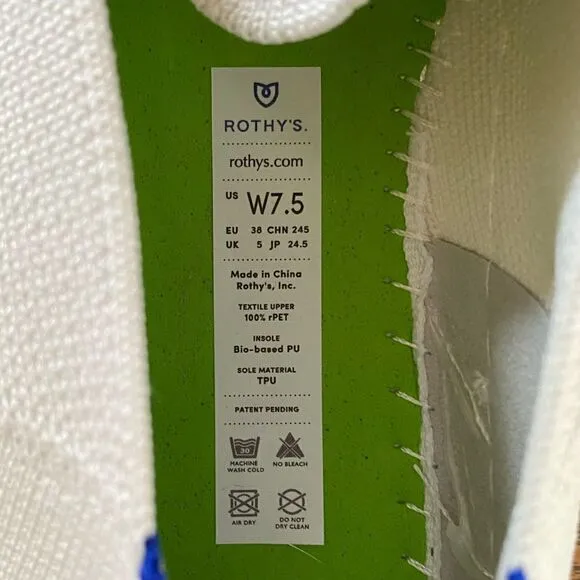 ROTHY'S.
rothys.com
US W7.5
EU 38 CHN 245
UK 5 JP 24.5
Made in China
Rothy's, Inc.
TEXTILE UPPER
100% rPET
INSOLE
Bio-based PU
SOLE MATERIAL
TPU
PATENT PENDING
30°
MACHINE WASH COLD
NO BLEACH
AIR DRY
DO NOT DRY CLEAN